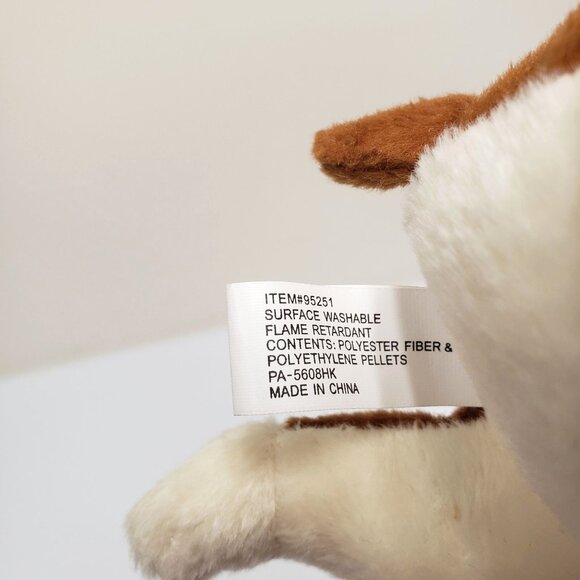 ITEM#95251
SURFACE WASHABLE
FLAME RETARDANT
CONTENTS: POLYESTER FIBER &
POLYETHYLENE PELLETS
PA-5608HK
MADE IN CHINA